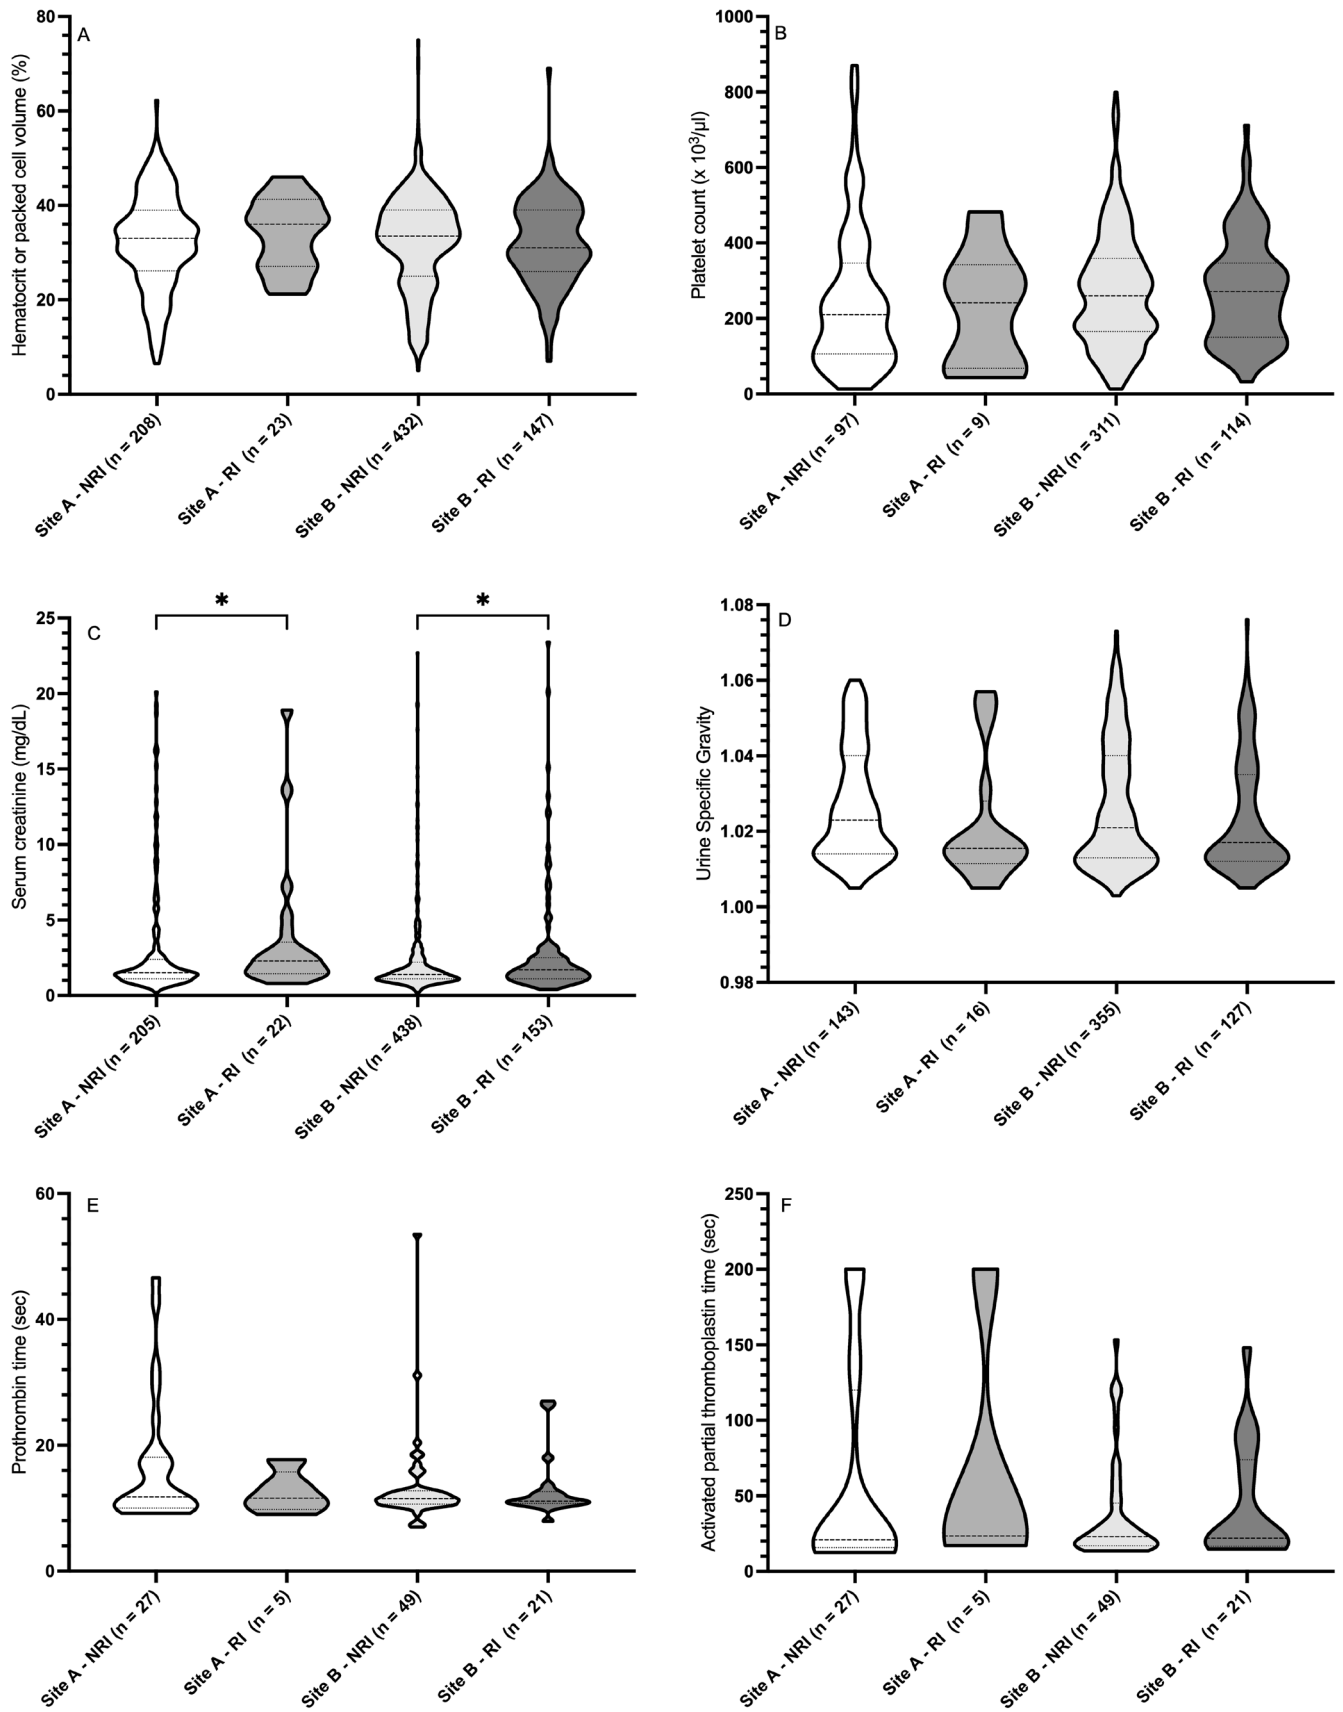 A
Hematocrit or packed cell volume (%)
80
60
40
20
0
Site A - NRI (n = 208)
Site A - RI (n = 23)
Site B - NRI (n = 432)
Site B - RI (n = 147)
B
Platelet count (x 10³/µl)
1000
800
600
400
200
0
Site A - NRI (n = 97)
Site A - RI (n = 9)
Site B - NRI (n = 311)
Site B - RI (n = 114)
C
Serum creatinine (mg/dL)
25
20
15
10
5
0
*
*
Site A - NRI (n = 205)
Site A - RI (n = 22)
Site B - NRI (n = 438)
Site B - RI (n = 153)
D
Urine Specific Gravity
1.08
1.06
1.04
1.02
1.00
0.98
Site A - NRI (n = 143)
Site A - RI (n = 16)
Site B - NRI (n = 355)
Site B - RI (n = 127)
E
Prothrombin time (sec)
60
40
20
0
Site A - NRI (n = 27)
Site A - RI (n = 5)
Site B - NRI (n = 49)
Site B - RI (n = 21)
F
Activated partial thromboplastin time (sec)
250
200
150
100
50
0
Site A - NRI (n = 27)
Site A - RI (n = 5)
Site B - NRI (n = 49)
Site B - RI (n = 21)